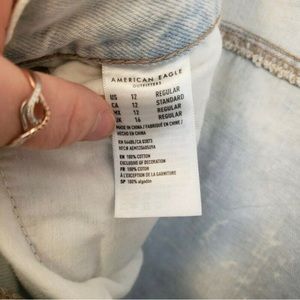 AMERICAN EAGLE
OUTFITTERS
US 12 REGULAR
CA 12 STANDARD
MX 12 REGULAR
UK 16 REGULAR
MADE IN CHINA / FABRIQUÉ EN CHINE /
HECHO EN CHINA
EN 100% COTTON
EXCLUSIVE OF DECORATION
FR 100% COTON
À L'EXCEPTION DE LA GARNITURE
SP 100% algodón